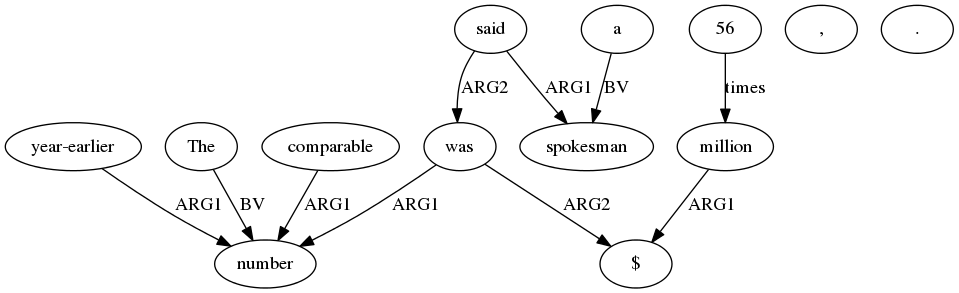 said a 56 , .
ARG2 ARG1 BV times
year-earlier The comparable was spokesman million
ARG1 BV ARG1 ARG1 ARG2 ARG1
number $